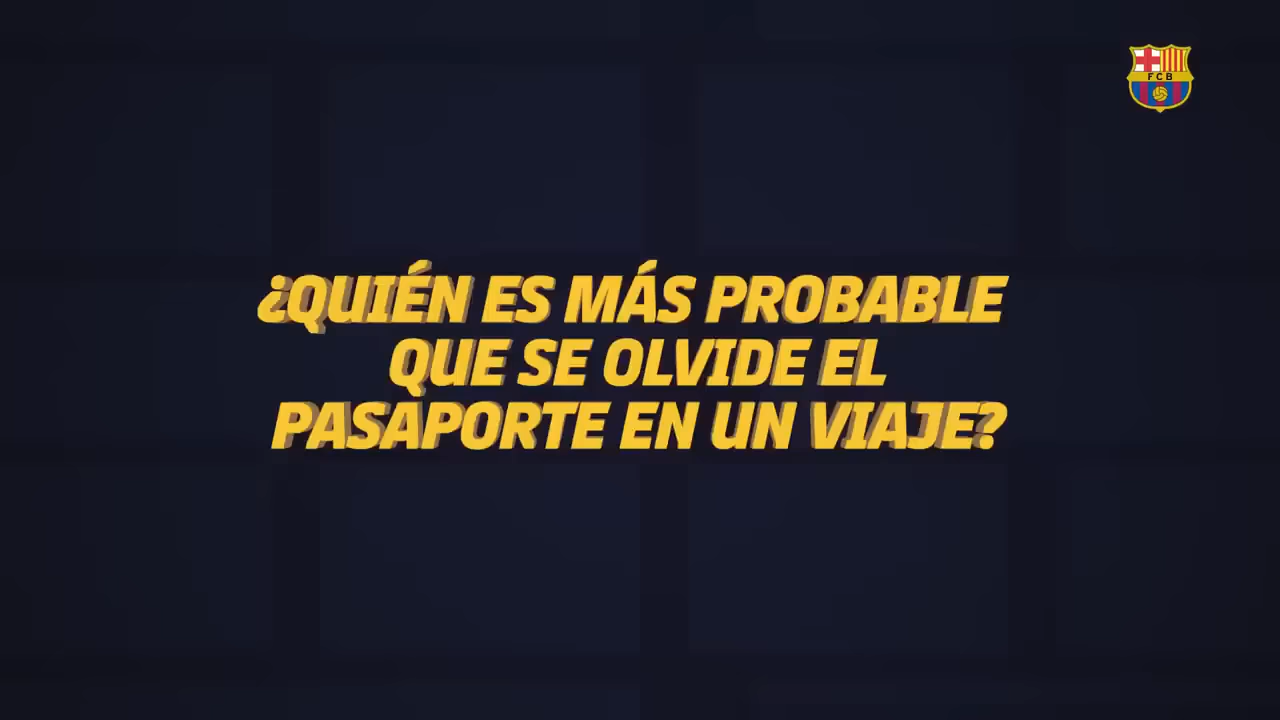 FCB
¿QUIÉN ES MÁS PROBABLE
QUE SE OLVIDE EL
PASAPORTE EN UN VIAJE?